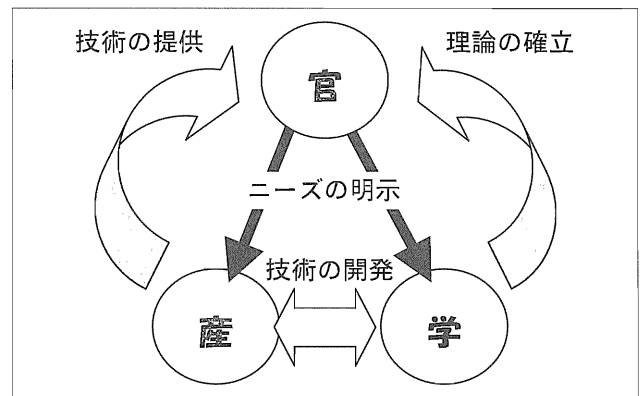 技術の提供
理論の確立
官
ニーズの明示
技術の開発
産
学